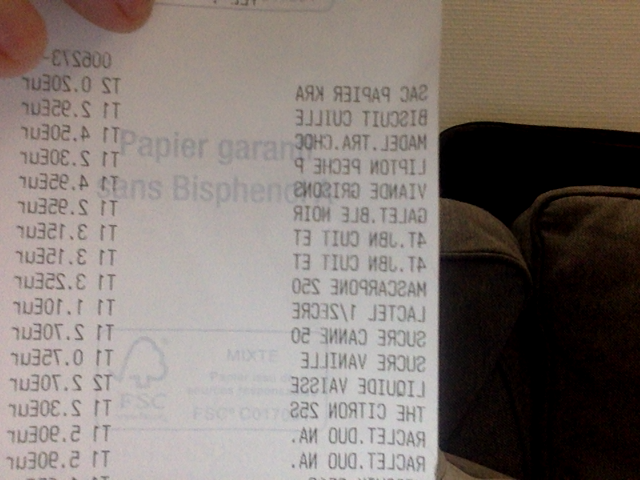 006273-
SAC PAPIER KRA T2 0.20Eur
BISCUIT CUILLE T1 2.95Eur
MADEL.TRA.CHOC T1 4.50Eur
LIPTON PECHE P T1 2.30Eur
VIANDE GRISONS T1 4.95Eur
GALET.BLE.NOIR T1 2.95Eur
4T.JBN CUIT ET T1 3.15Eur
4T.JBN CUIT ET T1 3.15Eur
MASCARPONE 250 T1 3.25Eur
LACTEL 1/2ECRE T1 1.10Eur
SUCRE CANNE 50 T1 2.70Eur
SUCRE VANILLE T1 0.75Eur
LIQUIDE VAISSE T2 2.70Eur
THE CITRON 25S T1 2.30Eur
RACLET.DUO NA. T1 5.90Eur
RACLET.DUO NA. T1 5.90Eur
Papier garanti
sans Bisphenol
MIXTE
FSC